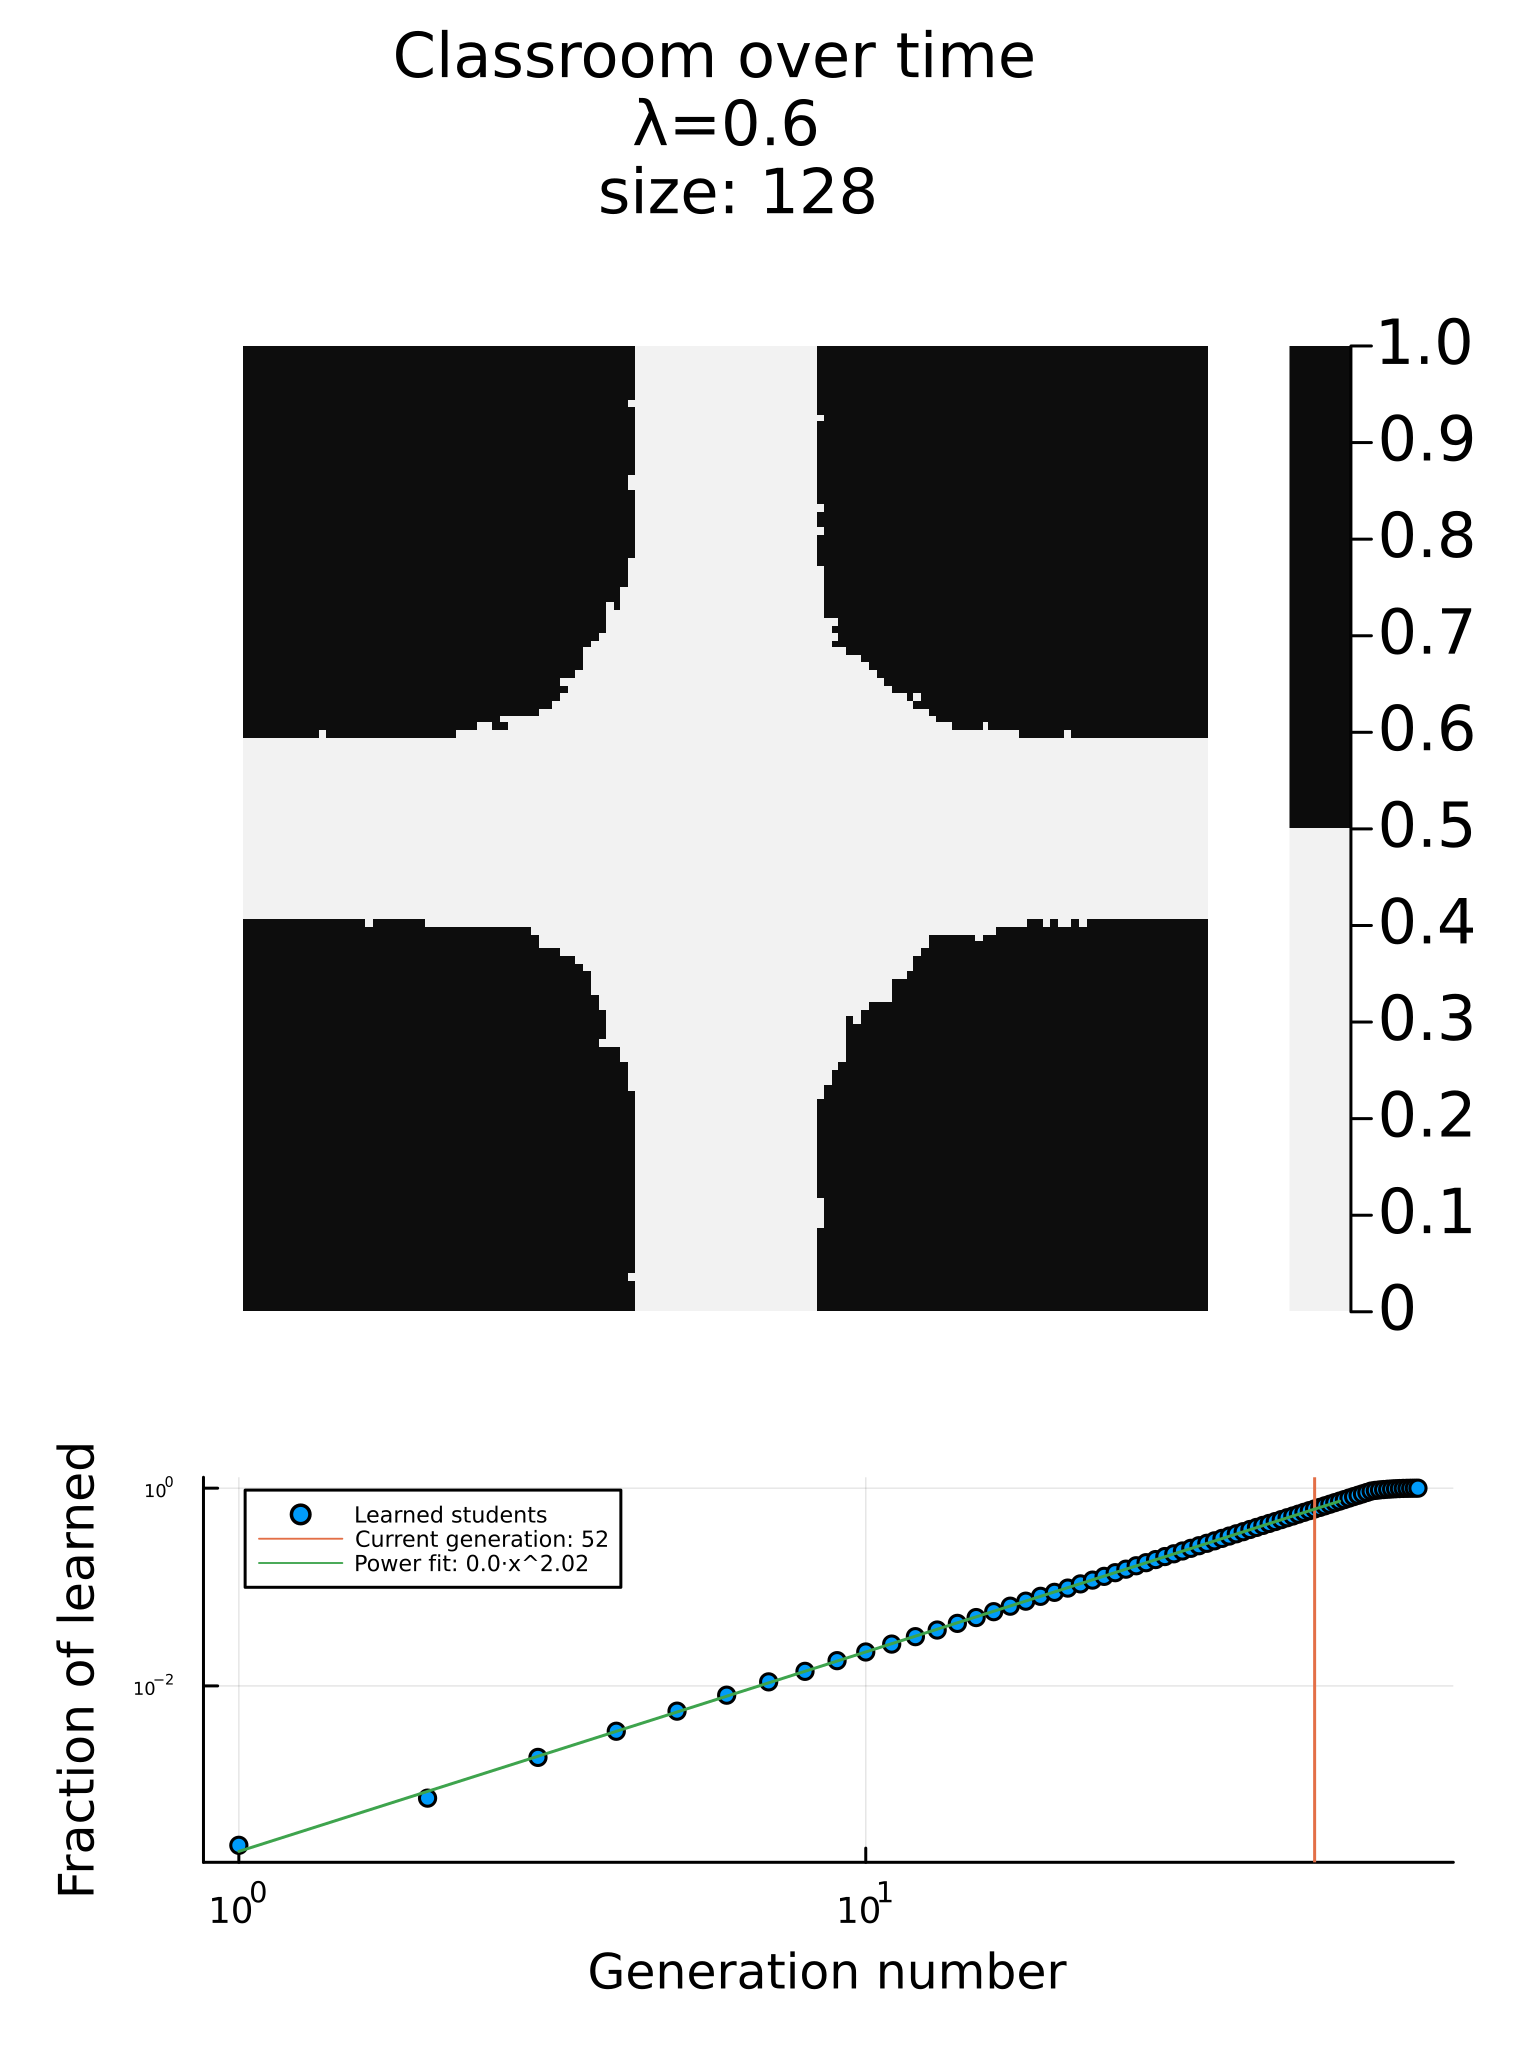 Classroom over time
λ=0.6
size: 128
1.0
0.9
0.8
0.7
0.6
0.5
0.4
0.3
0.2
0.1
0
Fraction of learned
10^0
10^−2
Learned students
Current generation: 52
Power fit: 0.0·x^2.02
10^0
10^1
Generation number